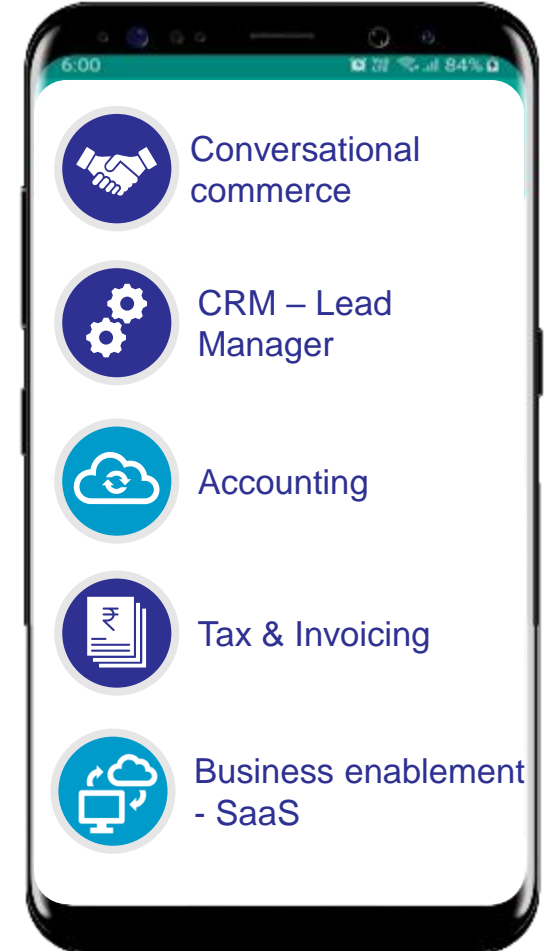 6:00
84%
Conversational
commerce
CRM – Lead
Manager
Accounting
₹
Tax & Invoicing
Business enablement
- SaaS